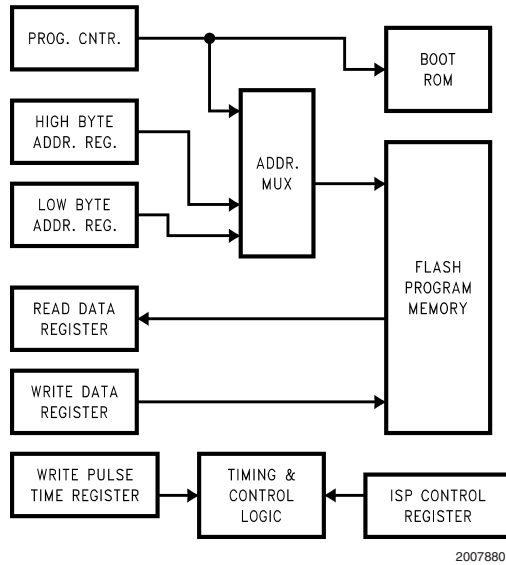 PROG. CNTR.
BOOT
ROM
HIGH BYTE
ADDR. REG.
ADDR.
MUX
LOW BYTE
ADDR. REG.
FLASH
PROGRAM
MEMORY
READ DATA
REGISTER
WRITE DATA
REGISTER
WRITE PULSE
TIME REGISTER
TIMING &
CONTROL
LOGIC
ISP CONTROL
REGISTER
2007880